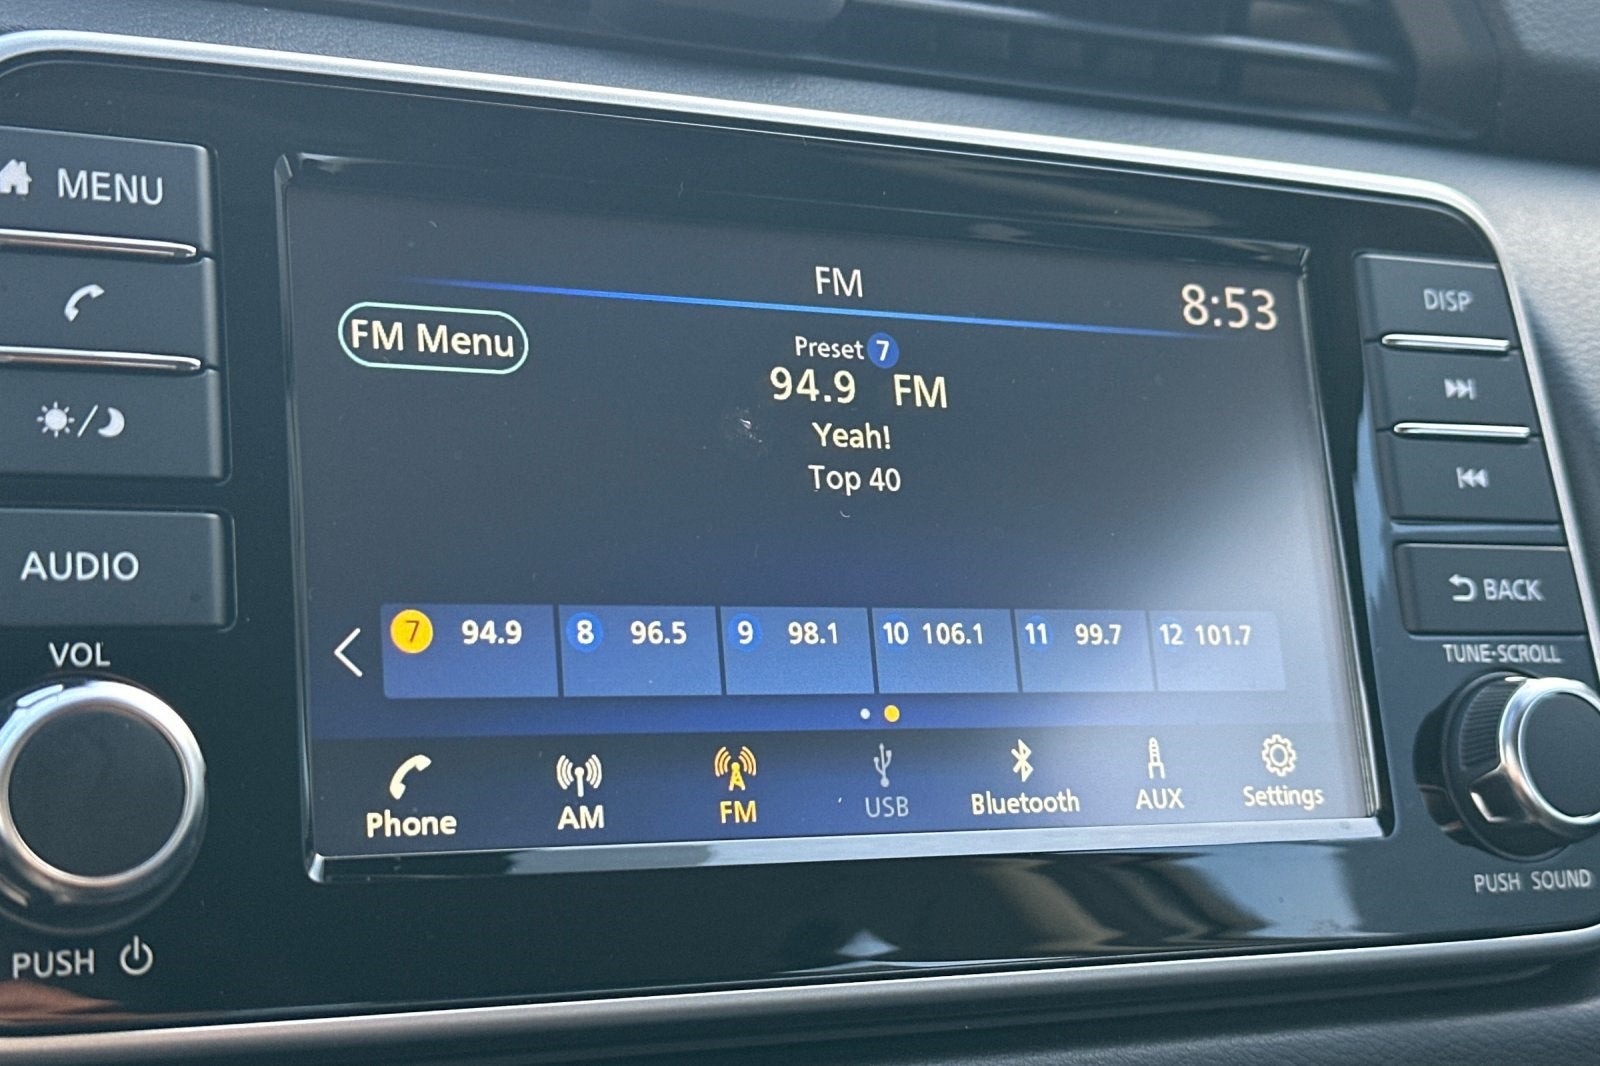 MENU
AUDIO
VOL
PUSH
FM
8:53
FM Menu
Preset 7
94.9 FM
Yeah!
Top 40
7 94.9 8 96.5 9 98.1 10 106.1 11 99.7 12 101.7
Phone AM FM USB Bluetooth AUX Settings
DISP
BACK
TUNE·SCROLL
PUSH SOUND